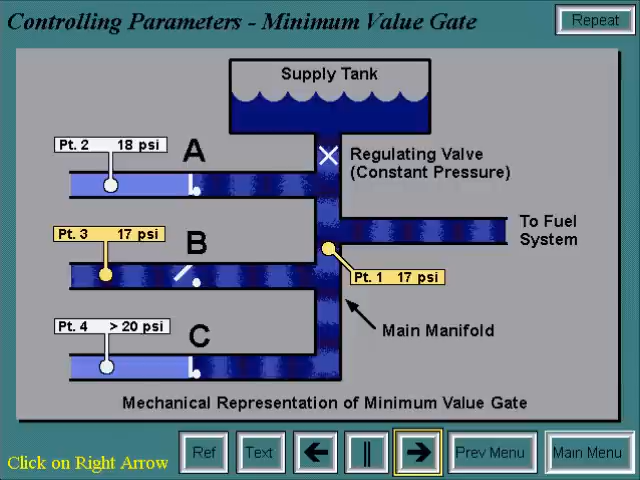 Controlling Parameters - Minimum Value Gate
Repeat
Supply Tank
Pt. 2 18 psi
A
Regulating Valve
(Constant Pressure)
Pt. 3 17 psi
B
To Fuel
System
Pt. 1 17 psi
Pt. 4 > 20 psi
C
Main Manifold
Mechanical Representation of Minimum Value Gate
Click on Right Arrow
Ref
Text
Prev Menu
Main Menu